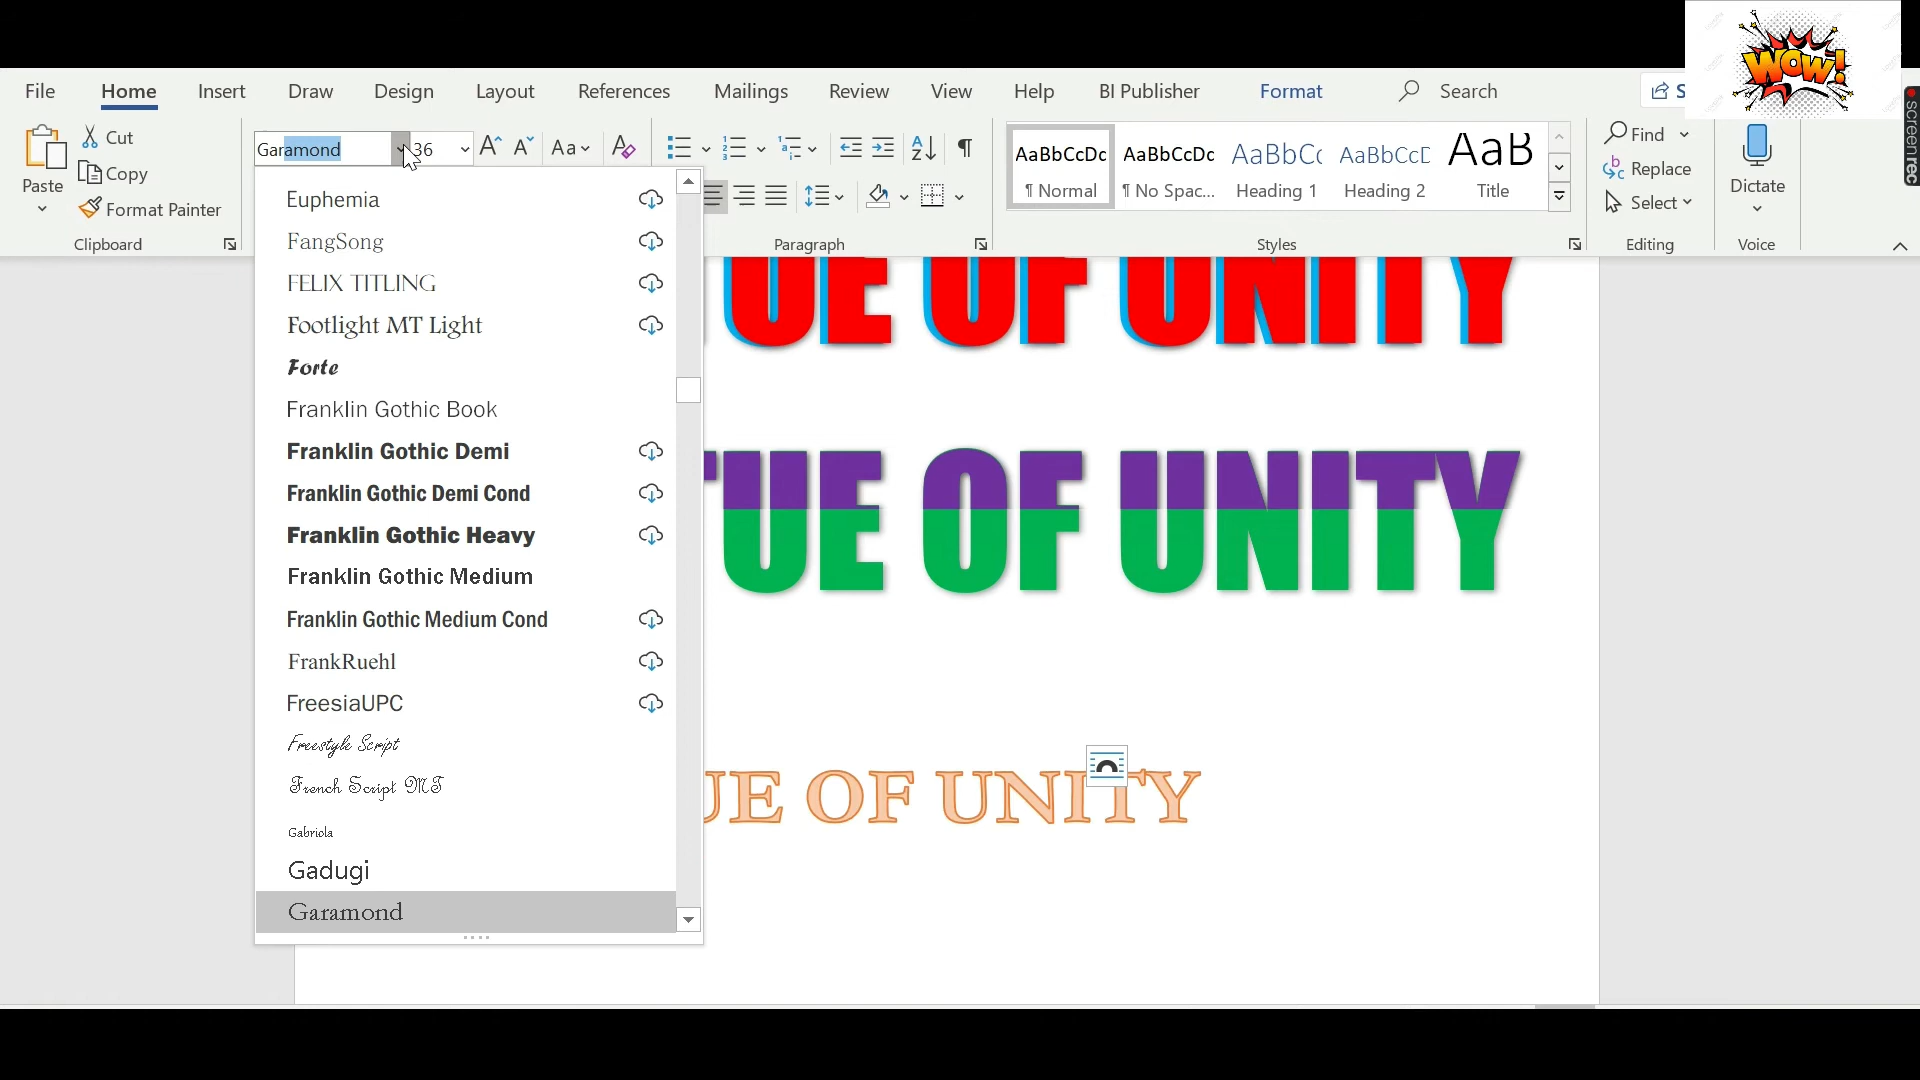 WOW!
File Home Insert Draw Design Layout References Mailings Review View Help BI Publisher Format Search S
screenrec
Paste
Cut
Copy
Format Painter
Clipboard
Garamond 36 Aa
Paragraph
AaBbCcDc AaBbCcDc AaBbCc AaBbCcD AaB
¶ Normal ¶ No Spac... Heading 1 Heading 2 Title
Styles
Find
Replace
Select
Editing
Dictate
Voice
Euphemia
FangSong
FELIX TITLING
Footlight MT Light
Forte
Franklin Gothic Book
Franklin Gothic Demi
Franklin Gothic Demi Cond
Franklin Gothic Heavy
Franklin Gothic Medium
Franklin Gothic Medium Cond
FrankRuehl
FreesiaUPC
Freestyle Script
French Script MT
Gabriola
Gadugi
Garamond
UE OF UNITY
TUE OF UNITY
UE OF UNITY